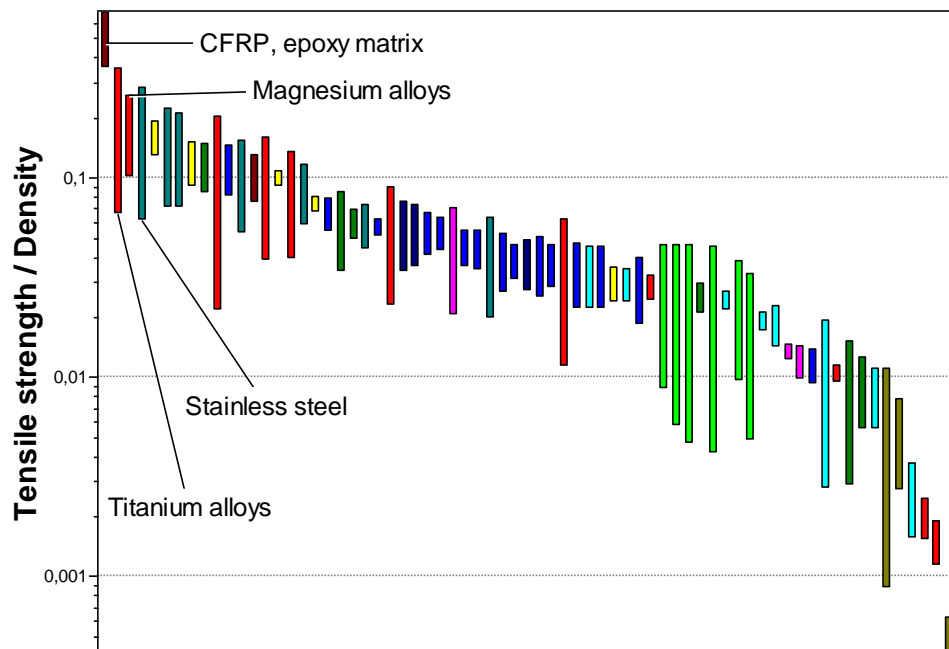 CFRP, epoxy matrix
Magnesium alloys
0,1
Tensile strength / Density
0,01
Stainless steel
Titanium alloys
0,001